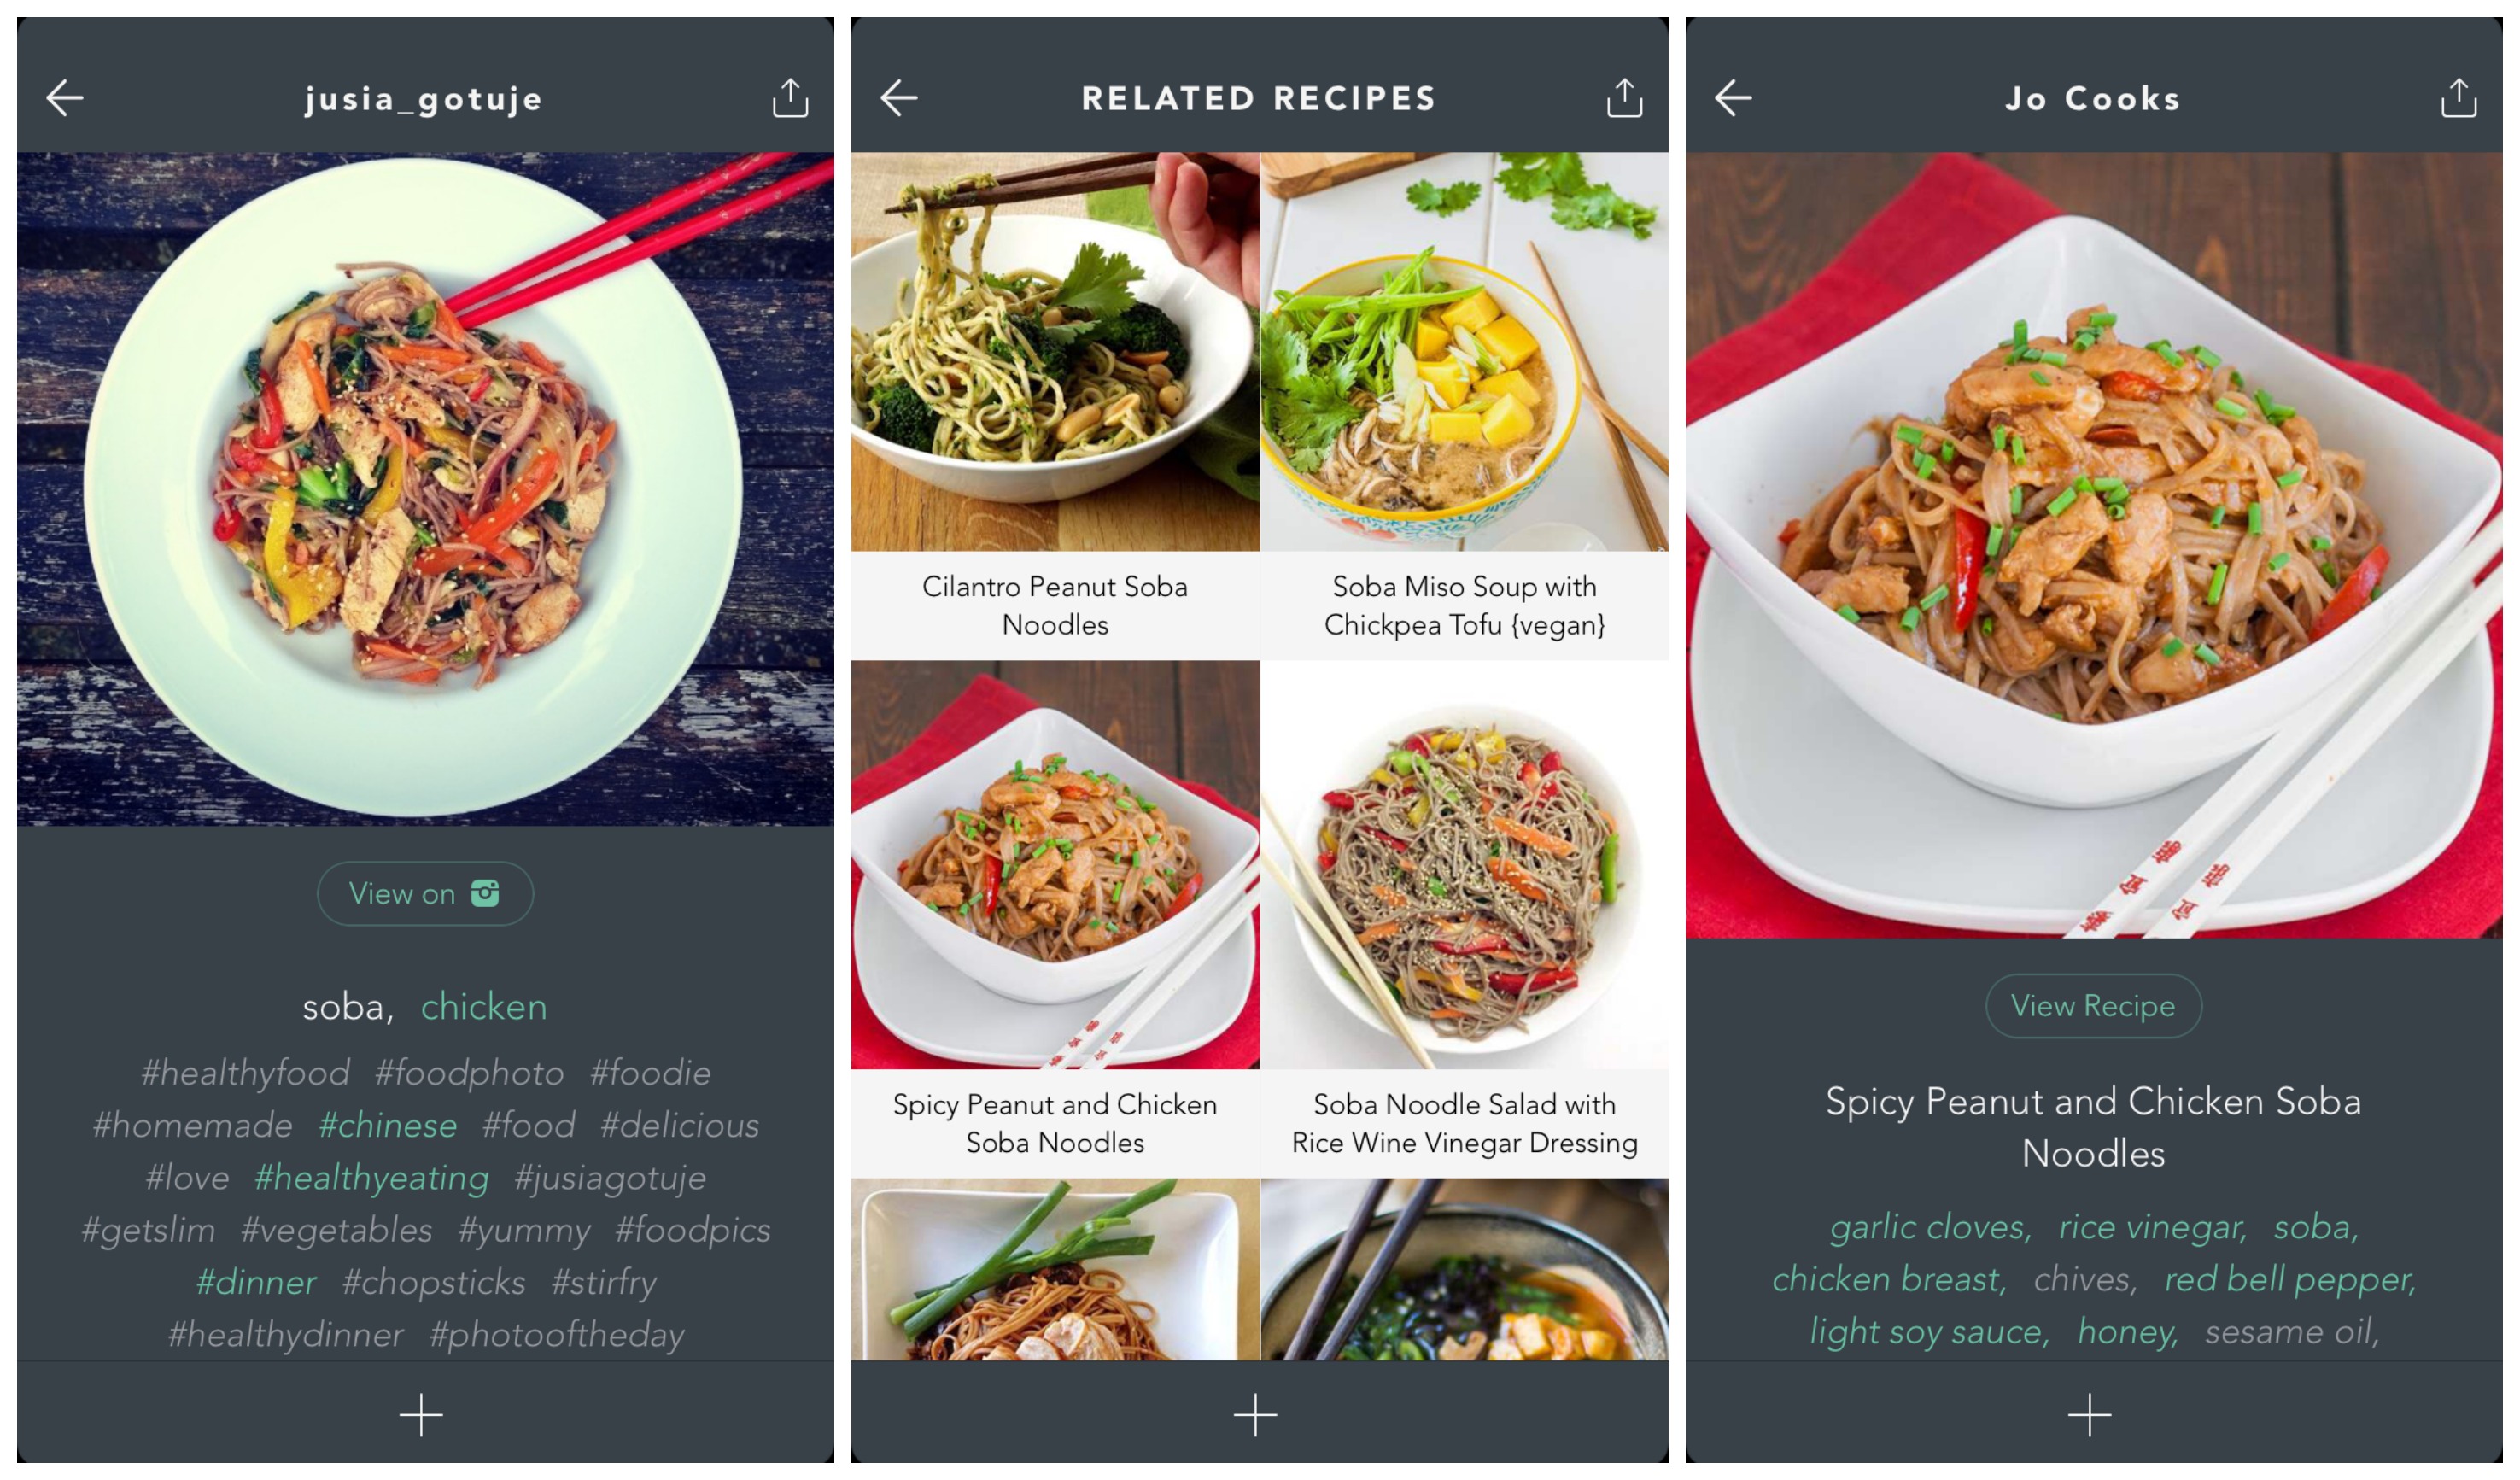 jusia_gotuje
View on
soba, chicken
#healthyfood #foodphoto #foodie
#homemade #chinese #food #delicious
#love #healthyeating #jusiagotuje
#getslim #vegetables #yummy #foodpics
#dinner #chopsticks #stirfry
#healthydinner #photooftheday
RELATED RECIPES
Cilantro Peanut Soba
Noodles
Soba Miso Soup with
Chickpea Tofu {vegan}
Spicy Peanut and Chicken
Soba Noodles
Soba Noodle Salad with
Rice Wine Vinegar Dressing
Jo Cooks
View Recipe
Spicy Peanut and Chicken Soba
Noodles
garlic cloves, rice vinegar, soba,
chicken breast, chives, red bell pepper,
light soy sauce, honey, sesame oil,